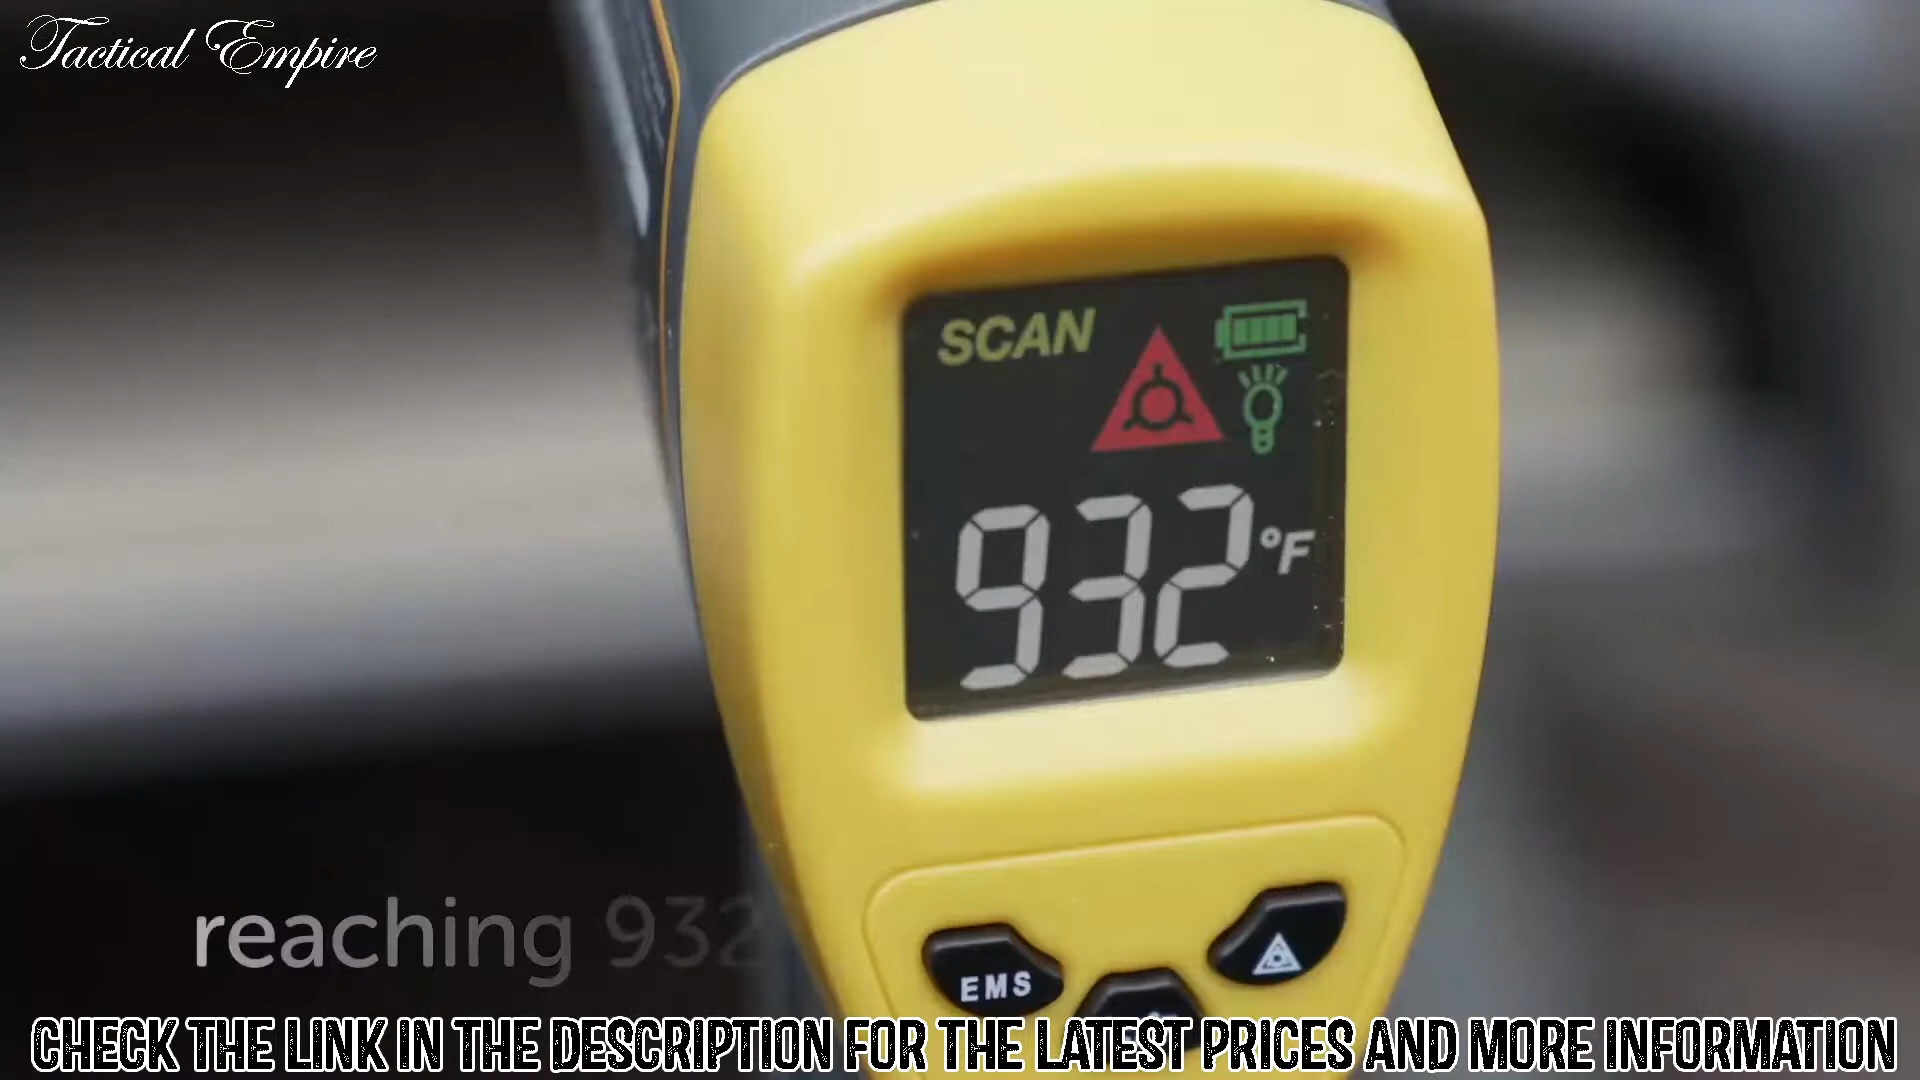 Tactical Empire
SCAN
932 °F
reaching 932
EMS
CHECK THE LINK IN THE DESCRIPTION FOR THE LATEST PRICES AND MORE INFORMATION